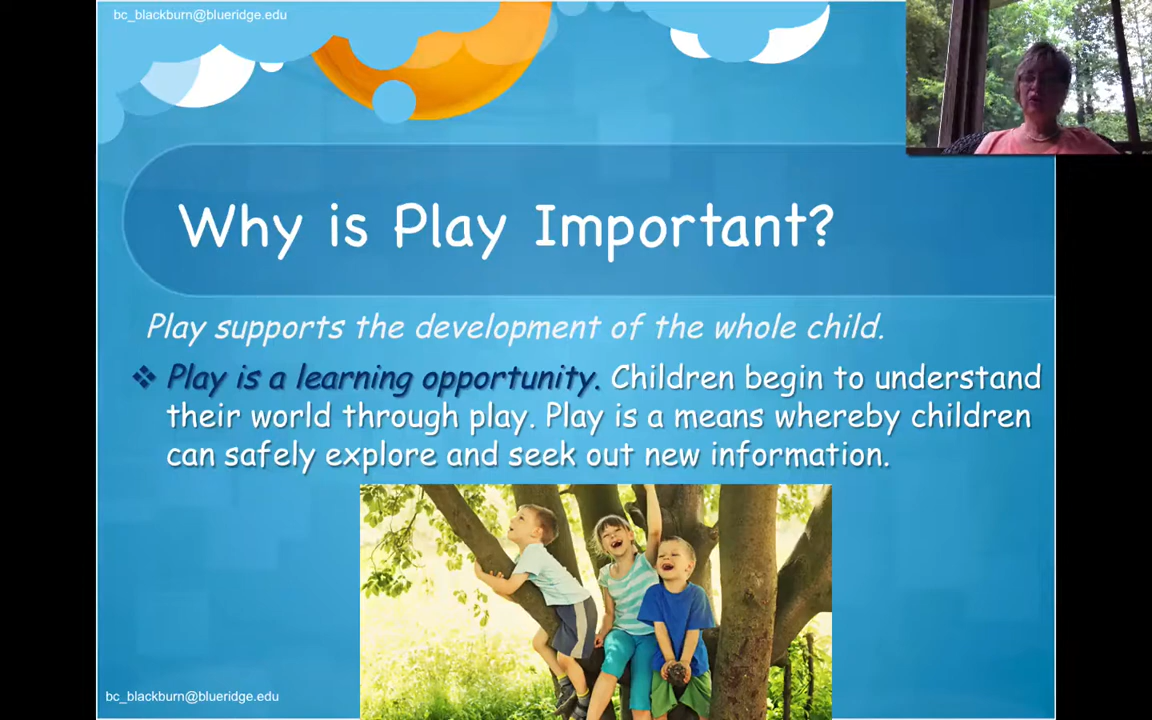 bc_blackburn@blueridge.edu
Why is Play Important?
Play supports the development of the whole child.
❖ Play is a learning opportunity. Children begin to understand
their world through play. Play is a means whereby children
can safely explore and seek out new information.
bc_blackburn@blueridge.edu